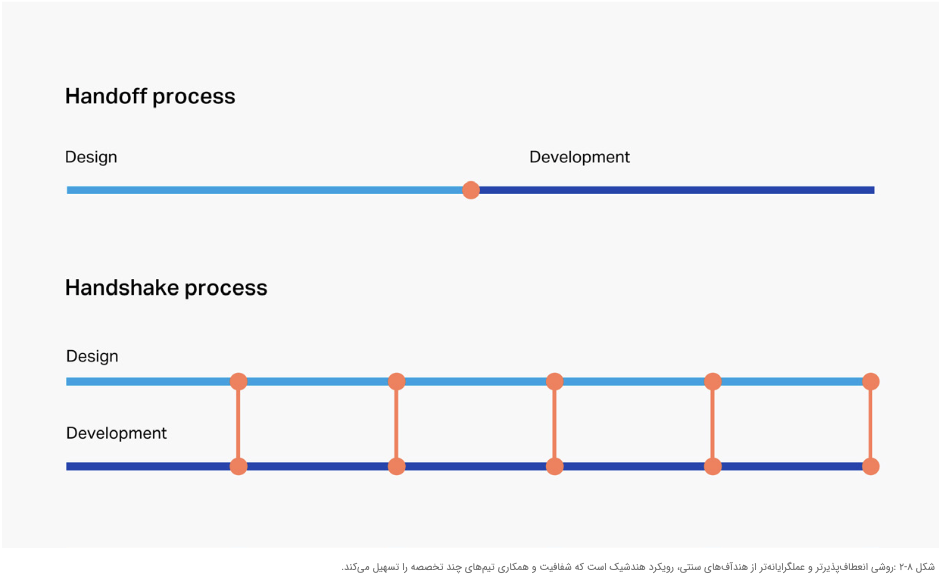 Handoff process
Design
Development
Handshake process
Design
Development
شکل ۸-۲ :روشی انعطاف‌پذیرتر و عملگرایانه‌تر از هندآف‌های سنتی، رویکرد هندشیک است که شفافیت و همکاری تیم‌های چند تخصصه را تسهیل می‌کند.